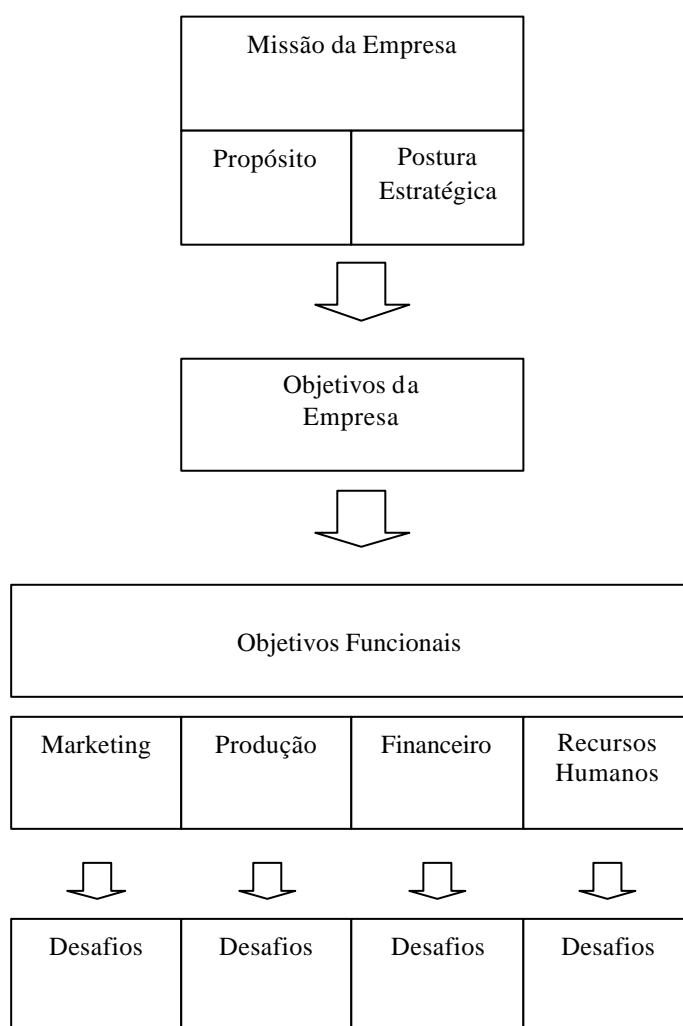 Missão da Empresa
Propósito
Postura
Estratégica
Objetivos da
Empresa
Objetivos Funcionais
Marketing
Produção
Financeiro
Recursos
Humanos
Desafios
Desafios
Desafios
Desafios